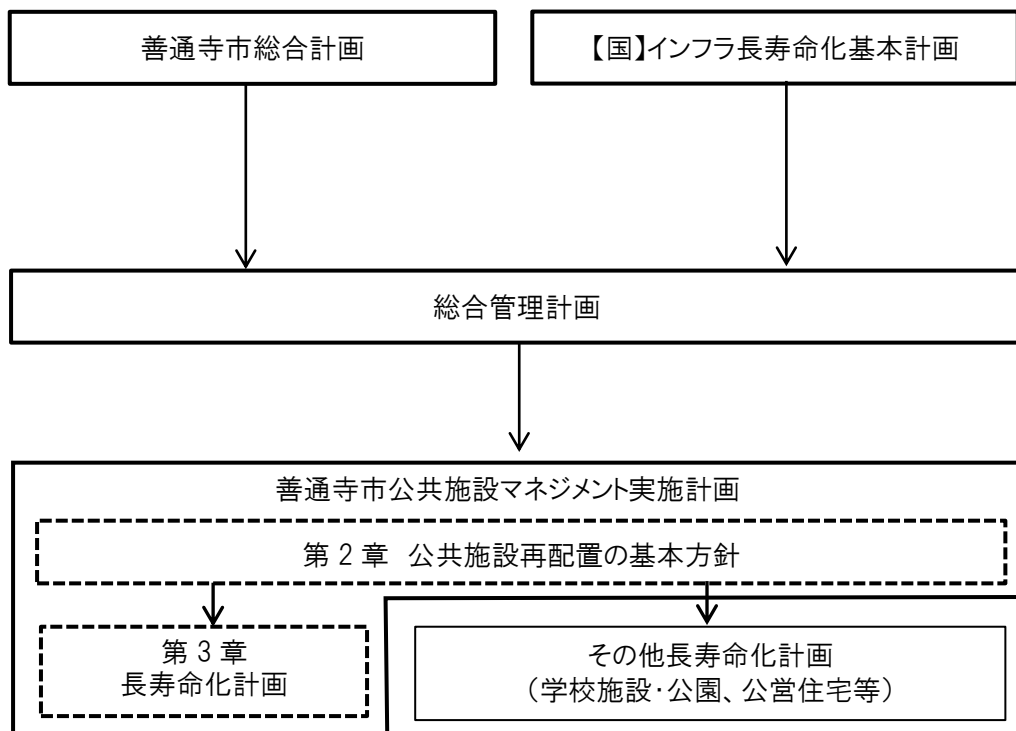 善通寺市総合計画
【国】インフラ長寿命化基本計画
総合管理計画
善通寺市公共施設マネジメント実施計画
第2章 公共施設再配置の基本方針
第3章
長寿命化計画
その他長寿命化計画
（学校施設・公園、公営住宅等）